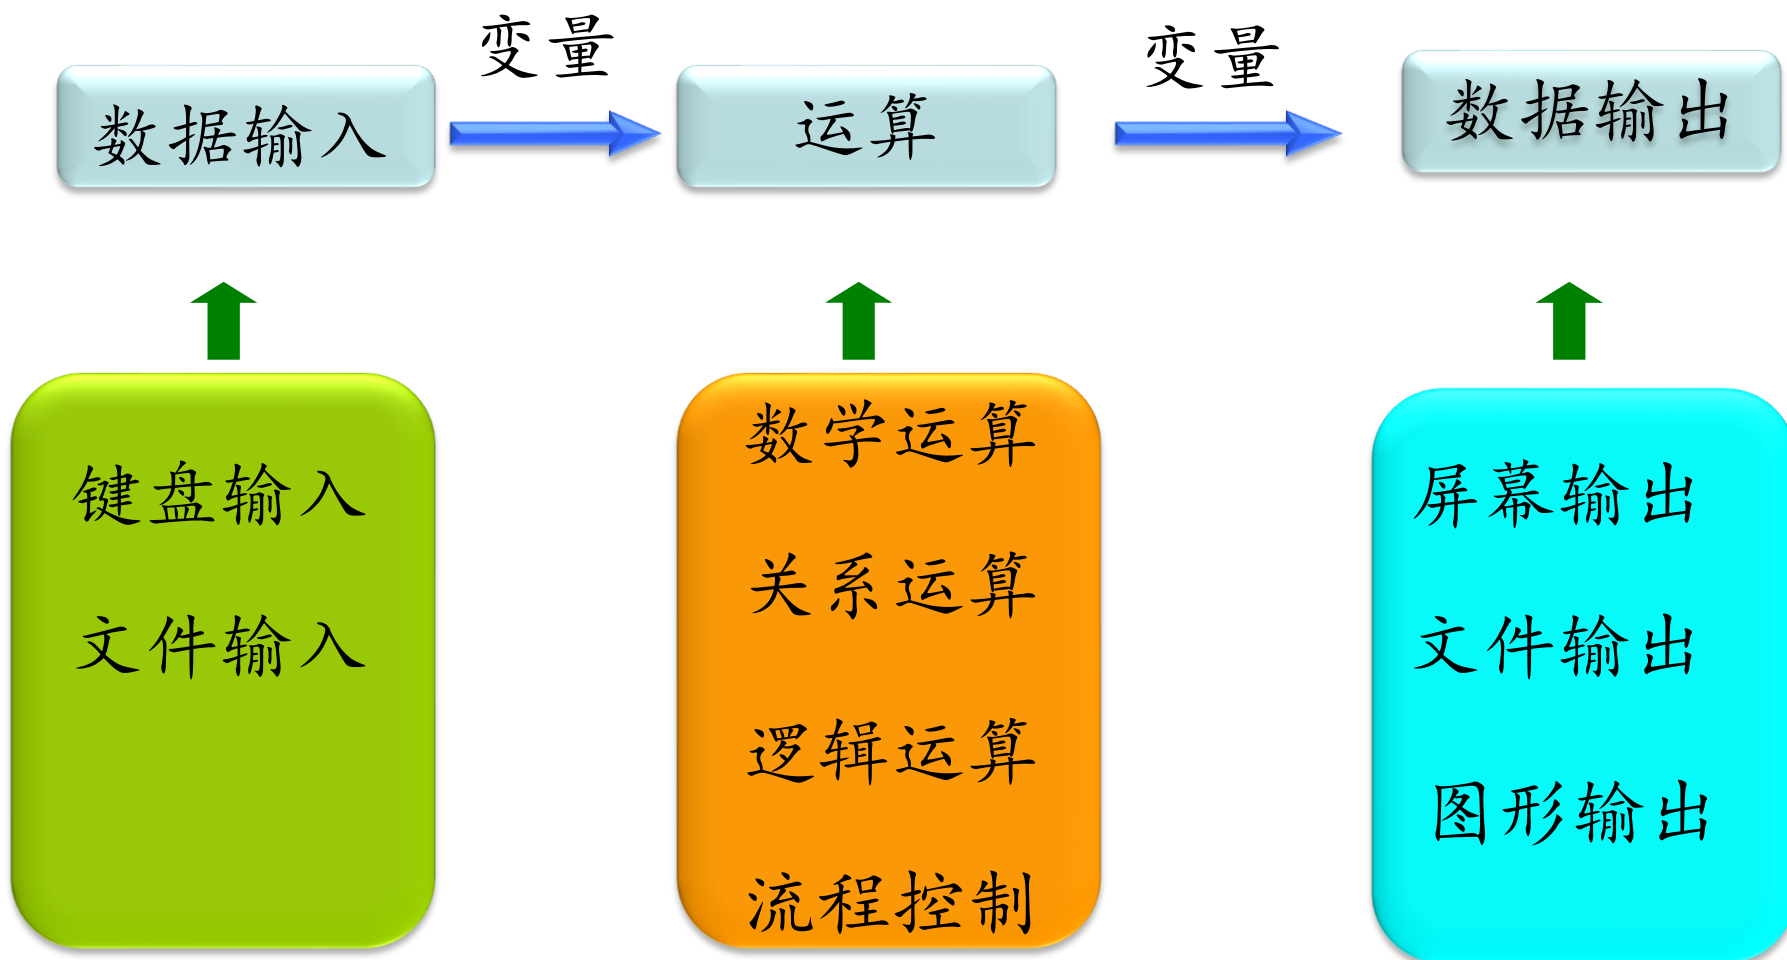 变量
变量
数据输入
运算
数据输出
键盘输入
文件输入
数学运算
关系运算
逻辑运算
流程控制
屏幕输出
文件输出
图形输出